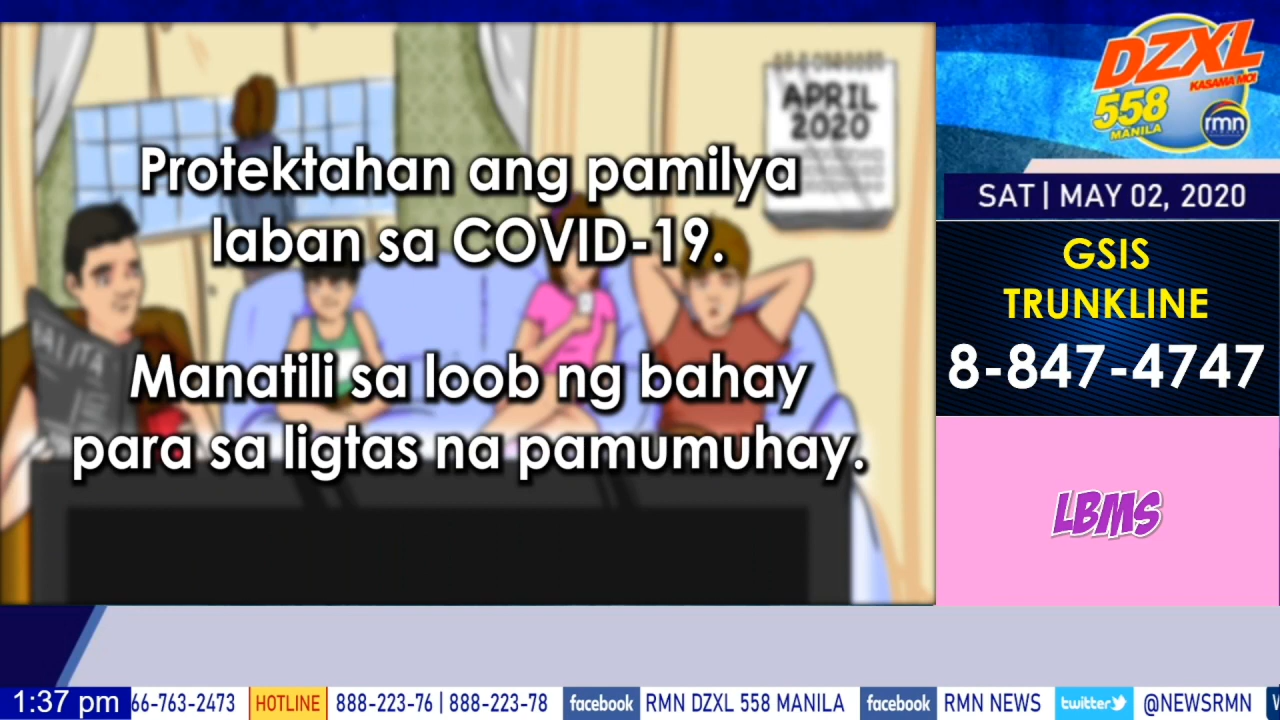 Protektahan ang pamilya
laban sa COVID-19.
Manatili sa loob ng bahay
para sa ligtas na pamumuhay.
APRIL
2020
BALITA
DZXL
KASAMA MO!
558
MANILA
rmn
SAT | MAY 02, 2020
GSIS
TRUNKLINE
8-847-4747
LBMS
1:37 pm
66-763-2473 HOTLINE 888-223-76 | 888-223-78 facebook RMN DZXL 558 MANILA facebook RMN NEWS twitter @NEWSRMN